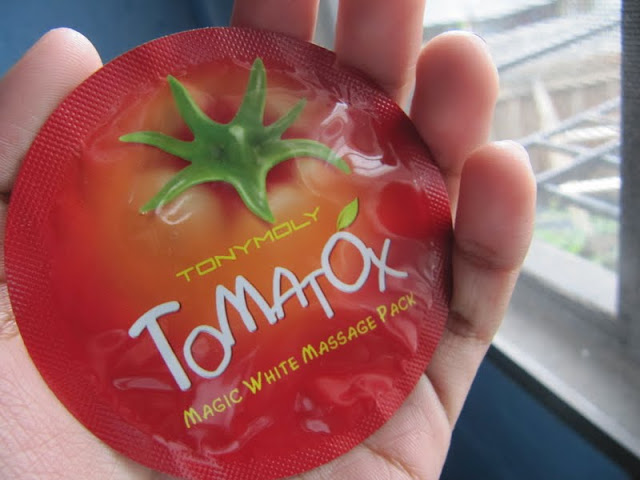 TONYMOLY
TOMATOX
MAGIC WHITE MASSAGE PACK